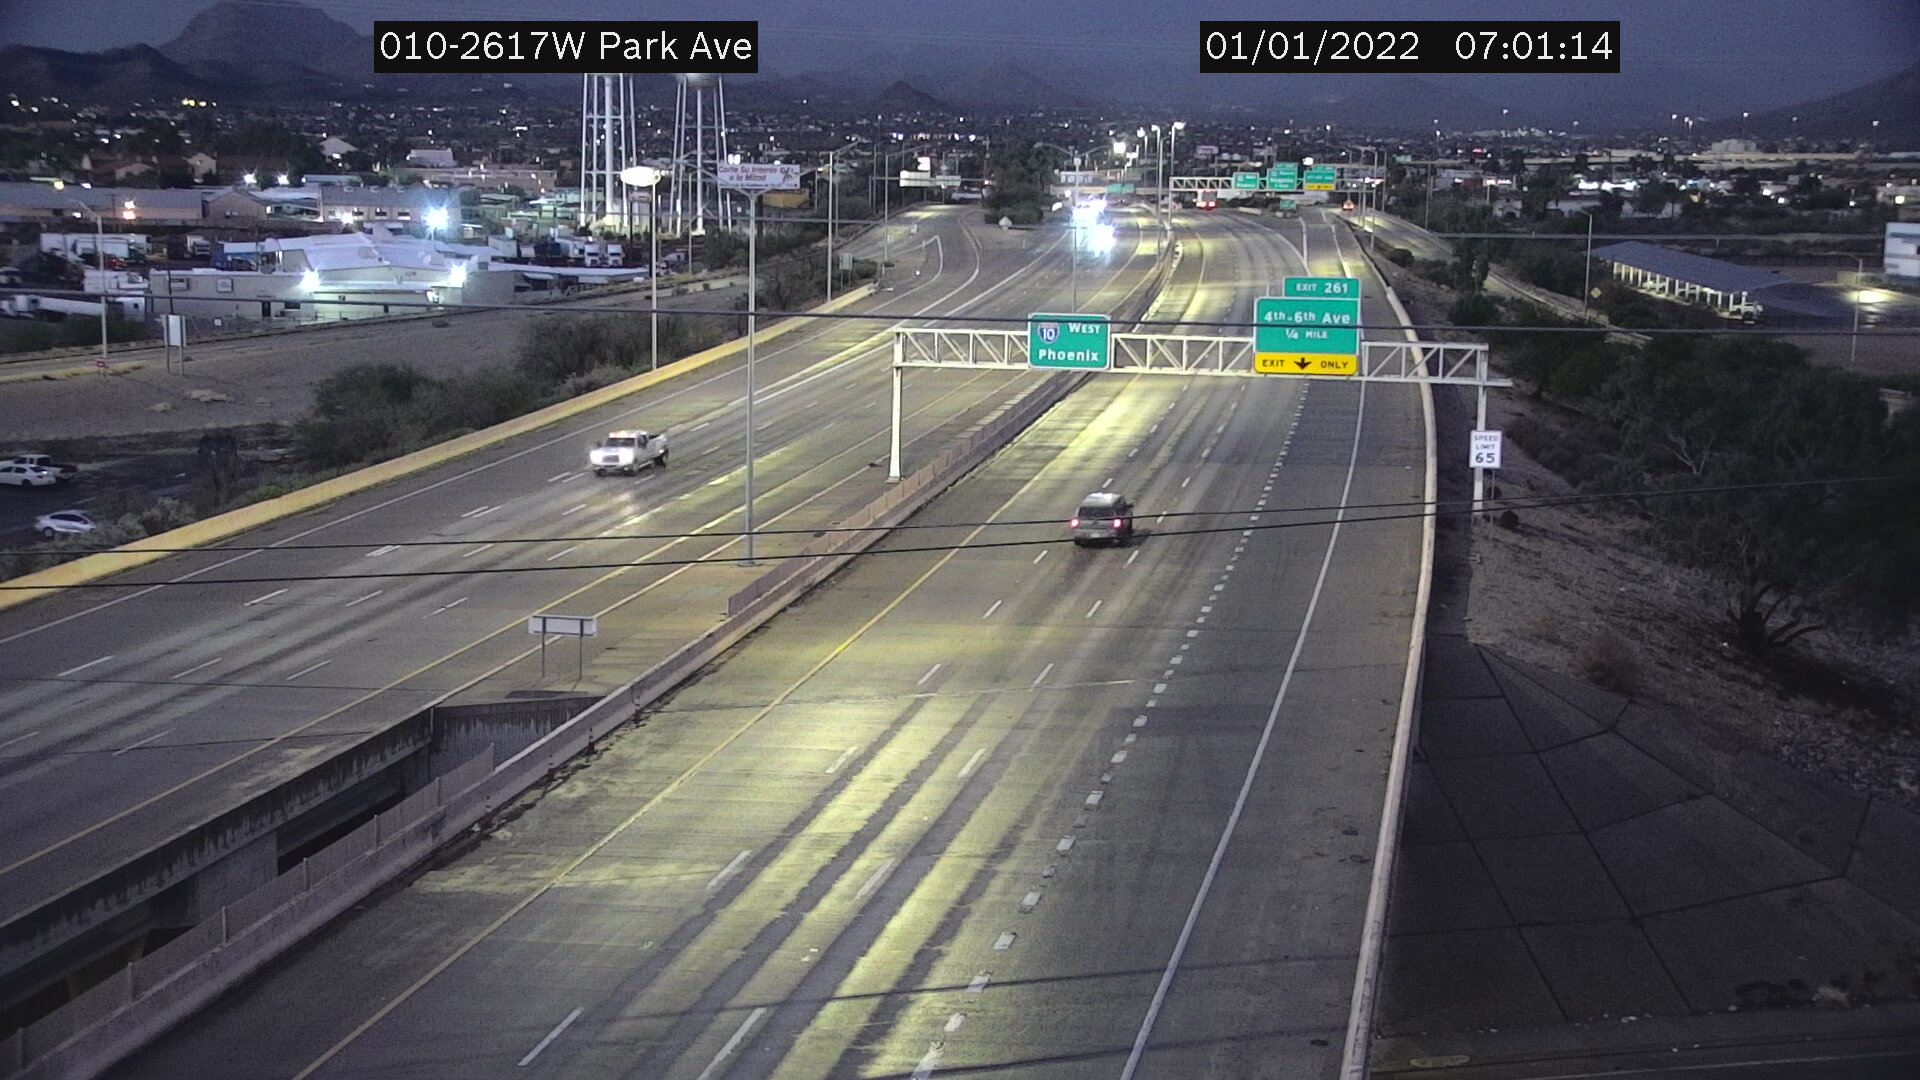 010-2617W Park Ave
01/01/2022 07:01:14
EXIT 261
4th-6th Ave
1/4 MILE
EXIT ONLY
10 WEST
Phoenix
SPEED
LIMIT
65